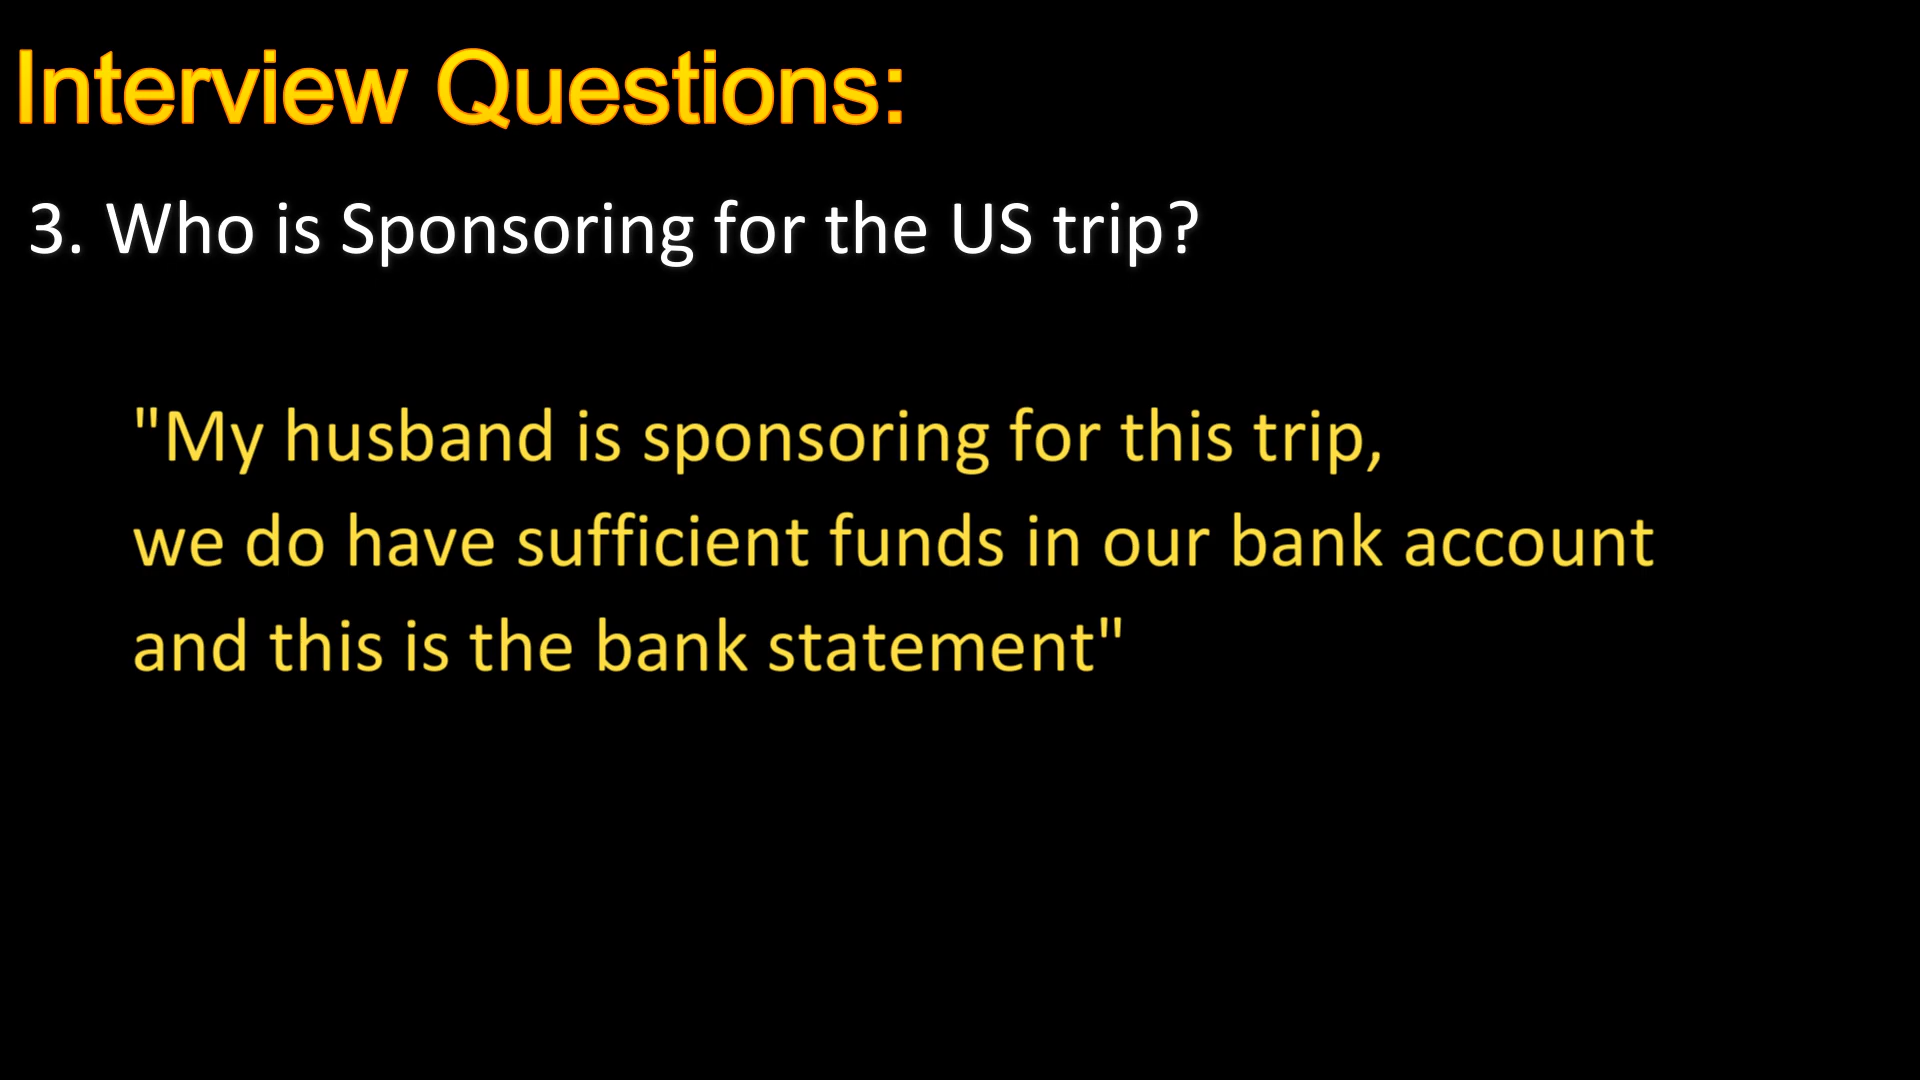 Interview Questions:
3. Who is Sponsoring for the US trip?
"My husband is sponsoring for this trip,
we do have sufficient funds in our bank account
and this is the bank statement"